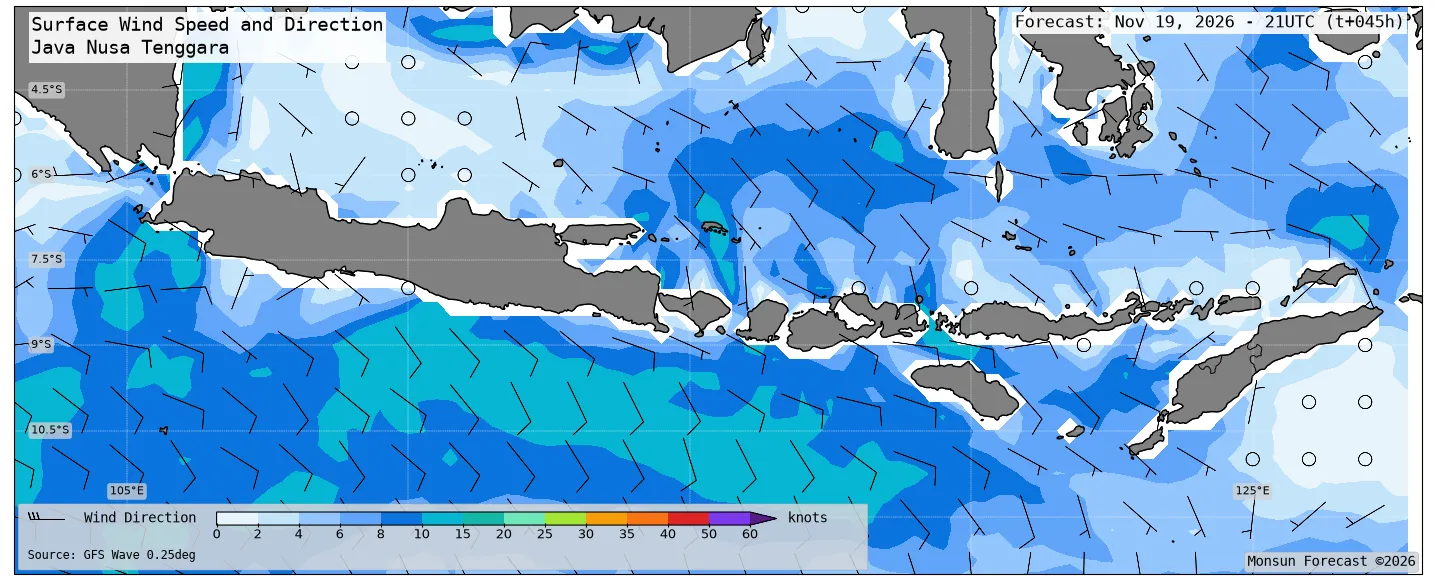 Surface Wind Speed and Direction
Java Nusa Tenggara
Forecast: Nov 19, 2026 - 21UTC (t+045h)
4.5°S
6°S
7.5°S
9°S
10.5°S
105°E
125°E
Wind Direction
0 2 4 6 8 10 15 20 25 30 35 40 50 60
knots
Source: GFS Wave 0.25deg
Monsun Forecast ©2026